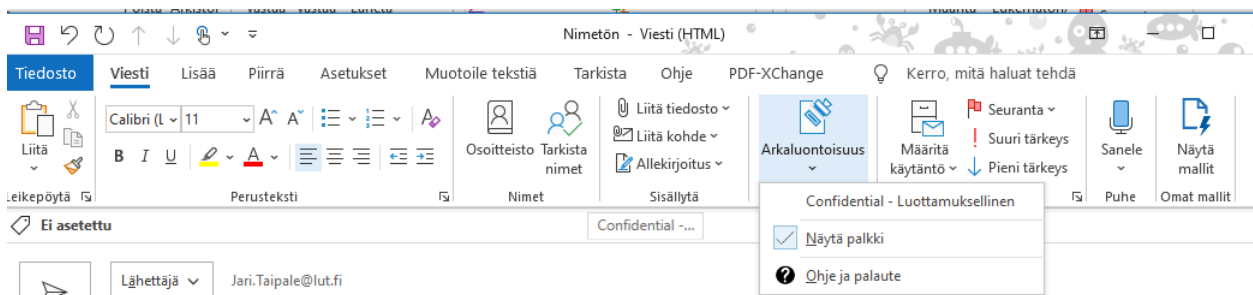 Nimetön - Viesti (HTML)
Tiedosto Viesti Lisää Piirrä Asetukset Muotoile tekstiä Tarkista Ohje PDF-XChange Kerro, mitä haluat tehdä
Calibri (L 11 Liitä tiedosto Seuranta
Liitä kohde Suuri tärkeys
Liitä B I U A Osoitteisto Tarkista nimet Allekirjoitus Arkaluontoisuus Määritä käytäntö Pieni tärkeys Sanele Näytä mallit
Leikepöytä Perusteksti Nimet Sisällytä Puhe Omat mallit
Confidential - Luottamuksellinen
Ei asetettu Confidential -...
Näytä palkki
Ohje ja palaute
Lähettäjä Jari.Taipale@lut.fi